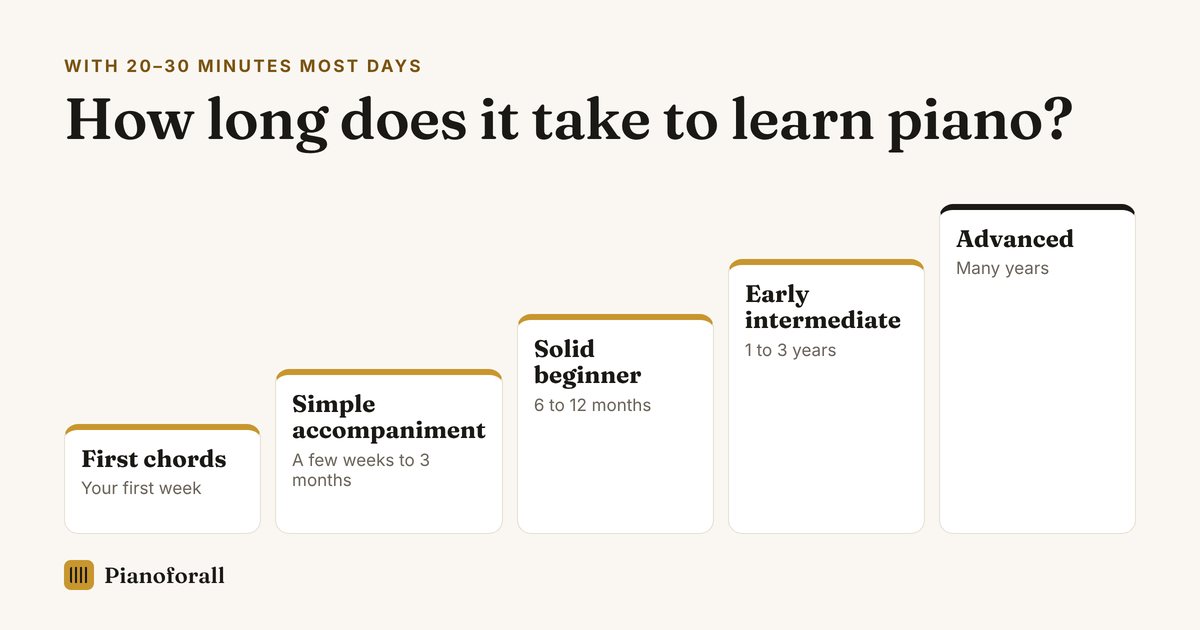 WITH 20–30 MINUTES MOST DAYS
How long does it take to learn piano?
First chords
Your first week
Simple
accompaniment
A few weeks to 3
months
Solid
beginner
6 to 12 months
Early
intermediate
1 to 3 years
Advanced
Many years
Pianoforall